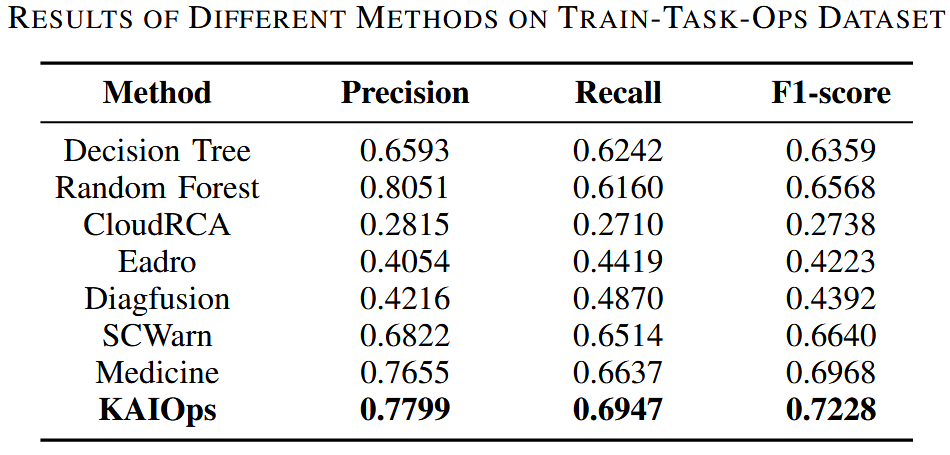 RESULTS OF DIFFERENT METHODS ON TRAIN-TASK-OPS DATASET
Method Precision Recall F1-score
Decision Tree 0.6593 0.6242 0.6359
Random Forest 0.8051 0.6160 0.6568
CloudRCA 0.2815 0.2710 0.2738
Eadro 0.4054 0.4419 0.4223
Diagfusion 0.4216 0.4870 0.4392
SCWarn 0.6822 0.6514 0.6640
Medicine 0.7655 0.6637 0.6968
KAIOps 0.7799 0.6947 0.7228